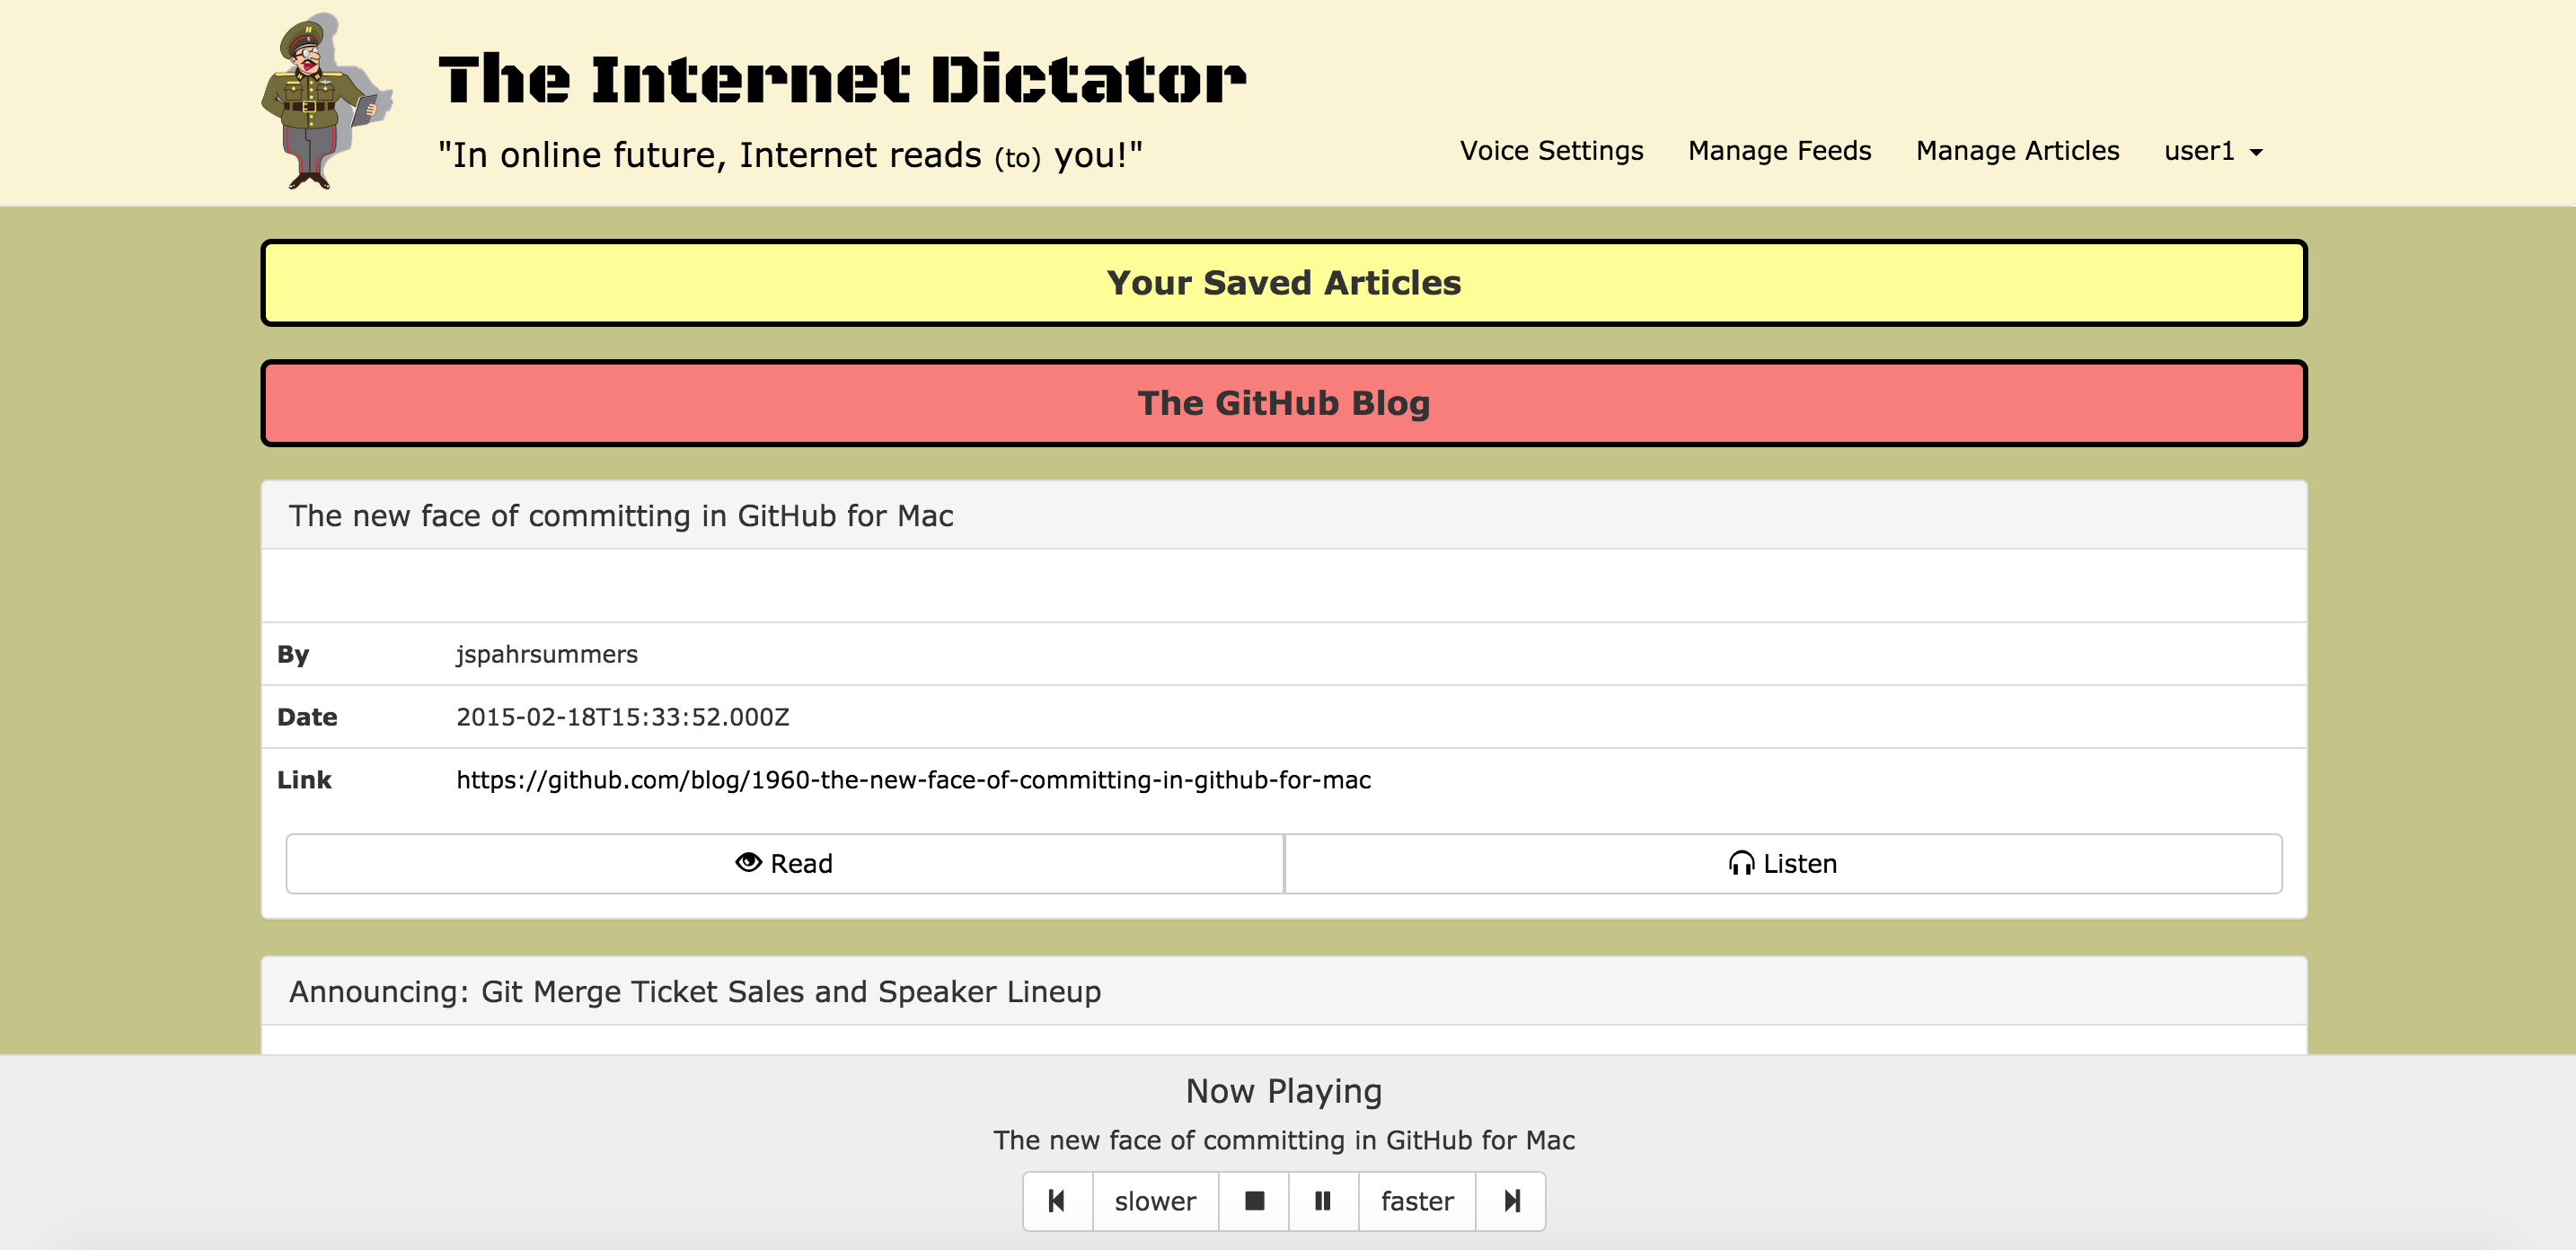 The Internet Dictator
"In online future, Internet reads (to) you!"
Voice Settings Manage Feeds Manage Articles user1
Your Saved Articles
The GitHub Blog
The new face of committing in GitHub for Mac
By jspahrsummers
Date 2015-02-18T15:33:52.000Z
Link https://github.com/blog/1960-the-new-face-of-committing-in-github-for-mac
Read Listen
Announcing: Git Merge Ticket Sales and Speaker Lineup
Now Playing
The new face of committing in GitHub for Mac
slower faster